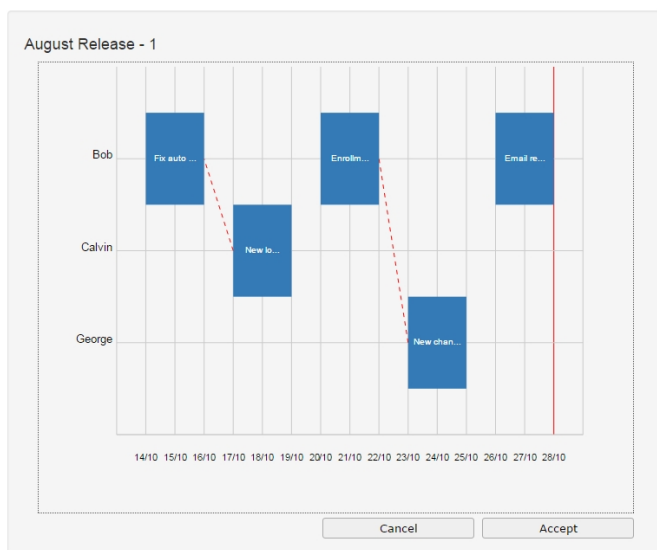 August Release - 1
Bob
Fix auto ...
Enrollm...
Email re...
Calvin
New lo...
George
New chan...
14/10 15/10 16/10 17/10 18/10 19/10 20/10 21/10 22/10 23/10 24/10 25/10 26/10 27/10 28/10
Cancel
Accept